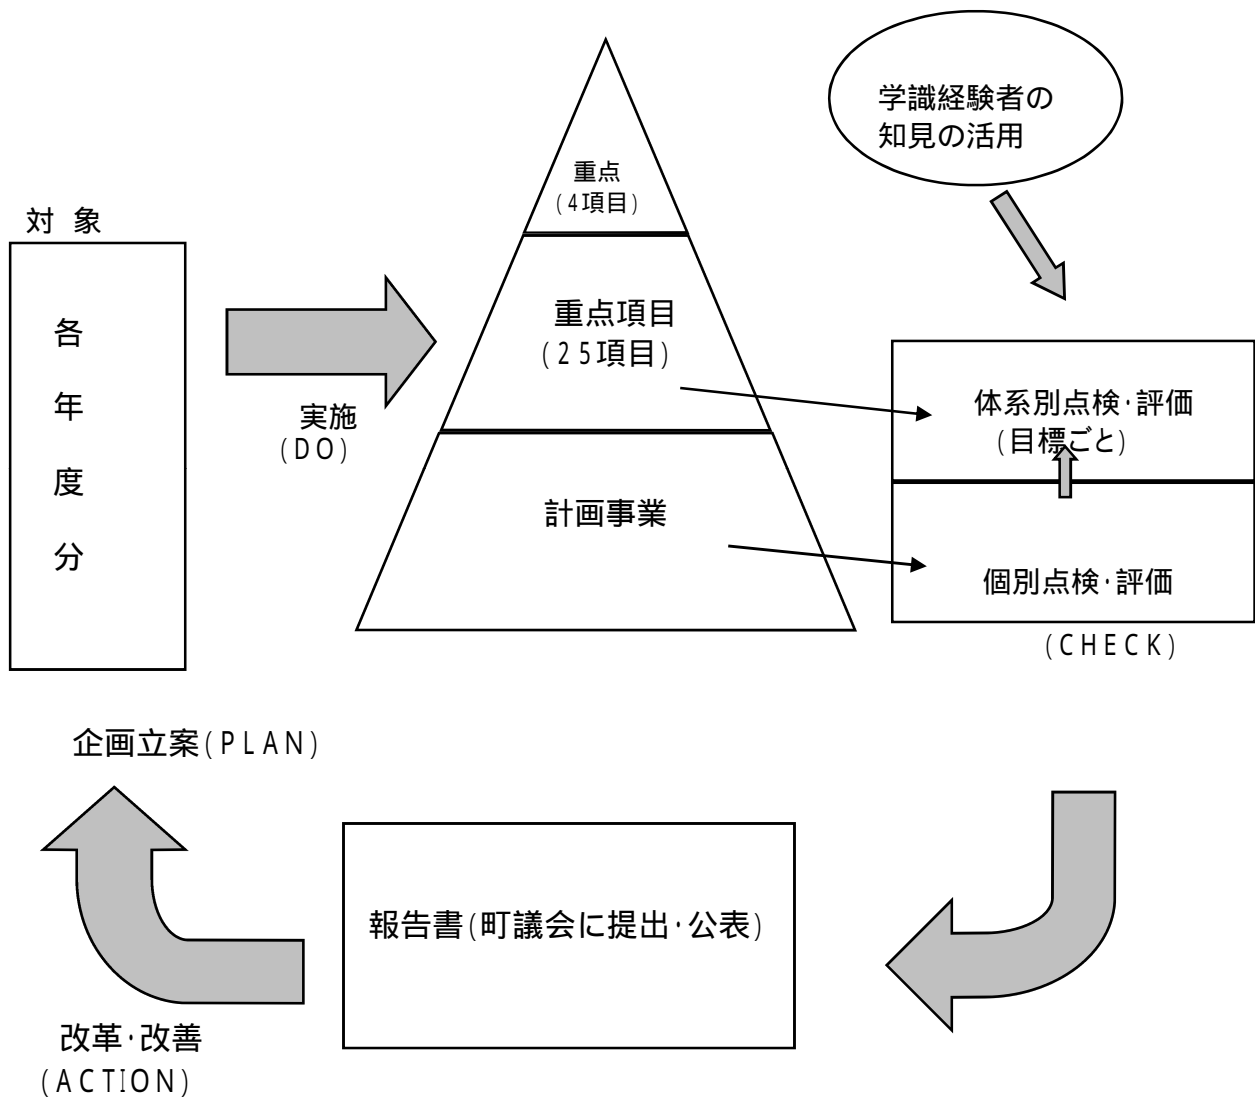 学識経験者の
知見の活用
重点
(4項目)
対 象
各
年
度
分
重点項目
(25項目)
実施
(DO)
体系別点検・評価
(目標ごと)
計画事業
個別点検・評価
(CHECK)
企画立案(PLAN)
報告書(町議会に提出・公表)
改革・改善
(ACTION)